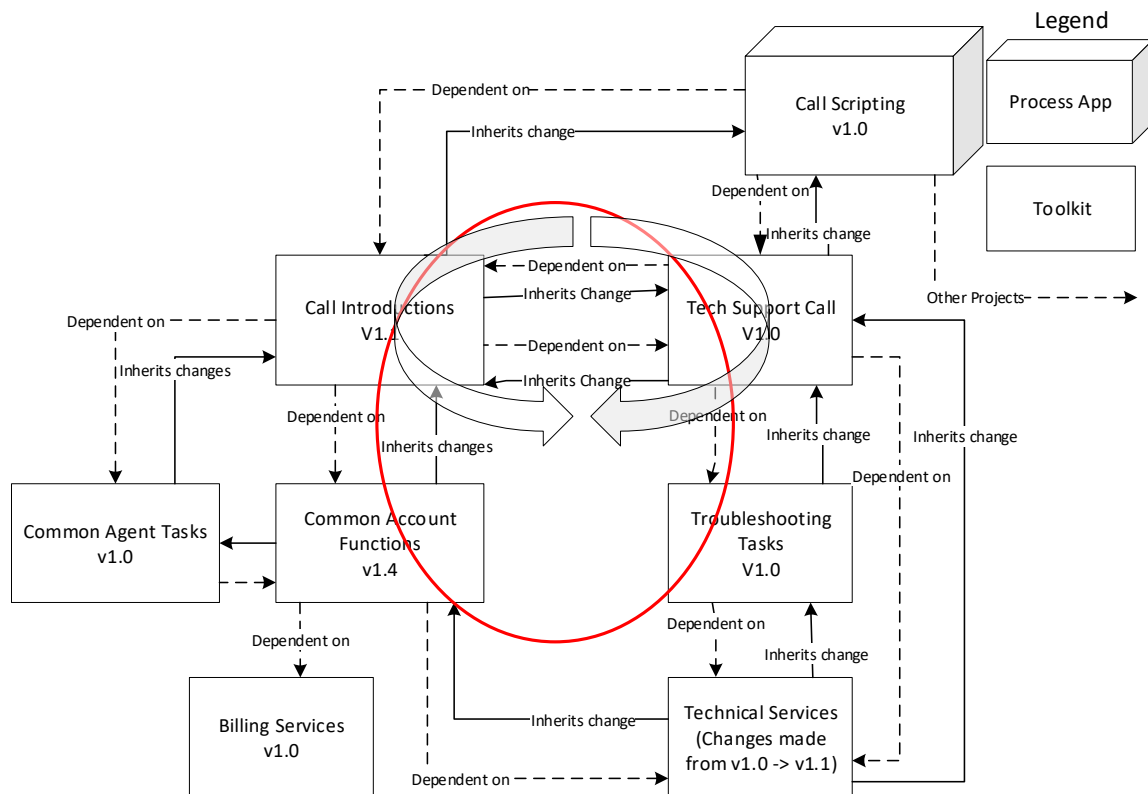 Legend
Dependent on
Call Scripting
v1.0
Process App
Inherits change
Dependent on
Toolkit
Inherits change
Dependent on
Call Introductions
V1.1
Inherits Change
Tech Support Call
V1.0
Other Projects
Dependent on
Dependent on
Inherits changes
Inherits Change
Dependent on
Dependent on
Inherits changes
Inherits change
Inherits change
Dependent on
Common Agent Tasks
v1.0
Common Account
Functions
v1.4
Troubleshooting
Tasks
V1.0
Dependent on
Dependent on
Inherits change
Billing Services
v1.0
Inherits change
Technical Services
(Changes made
from v1.0 -> v1.1)
Dependent on